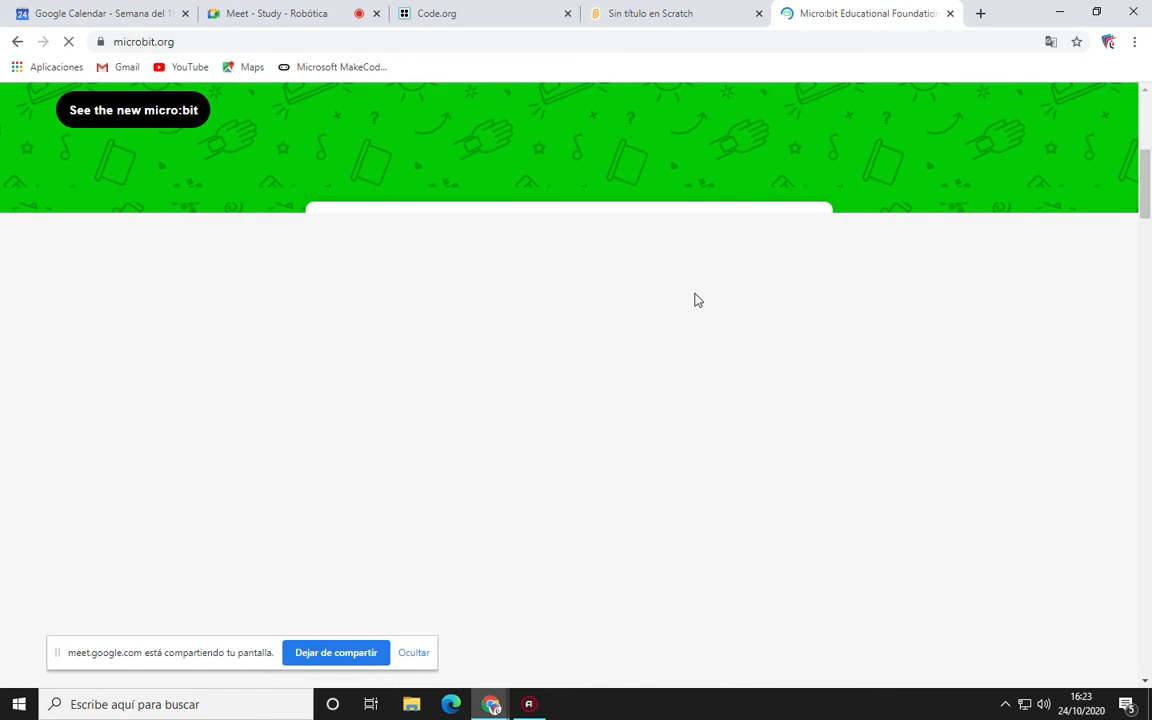 Google Calendar - Semana del 1
Meet - Study - Robótica
Code.org
Sin título en Scratch
Micro:bit Educational Foundation
microbit.org
Aplicaciones
Gmail
YouTube
Maps
Microsoft MakeCod...
See the new micro:bit
meet.google.com está compartiendo tu pantalla.
Dejar de compartir
Ocultar
Escribe aquí para buscar
16:23
24/10/2020
5